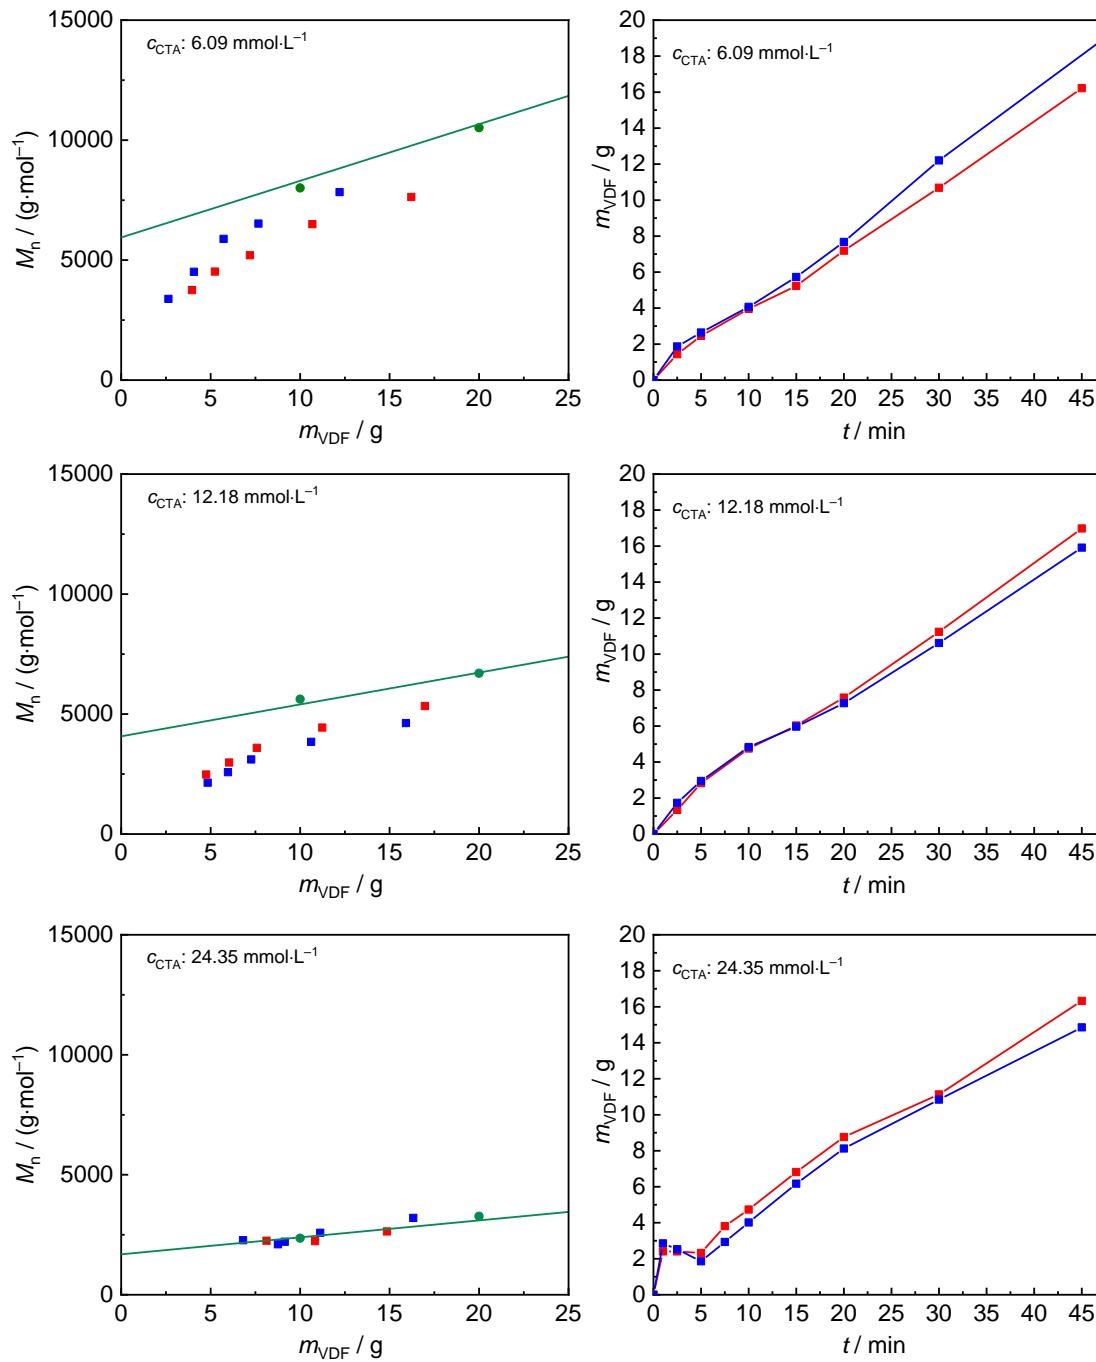 15000
10000
5000
0
0 5 10 15 20 25
Mₙ / (g·mol⁻¹)
c_CTA: 6.09 mmol·L⁻¹
m_VDF / g
20
18
16
14
12
10
8
6
4
2
0
0 5 10 15 20 25 30 35 40 45
m_VDF / g
c_CTA: 6.09 mmol·L⁻¹
t / min
15000
10000
5000
0
0 5 10 15 20 25
Mₙ / (g·mol⁻¹)
c_CTA: 12.18 mmol·L⁻¹
m_VDF / g
20
18
16
14
12
10
8
6
4
2
0
0 5 10 15 20 25 30 35 40 45
m_VDF / g
c_CTA: 12.18 mmol·L⁻¹
t / min
15000
10000
5000
0
0 5 10 15 20 25
Mₙ / (g·mol⁻¹)
c_CTA: 24.35 mmol·L⁻¹
m_VDF / g
20
18
16
14
12
10
8
6
4
2
0
0 5 10 15 20 25 30 35 40 45
m_VDF / g
c_CTA: 24.35 mmol·L⁻¹
t / min